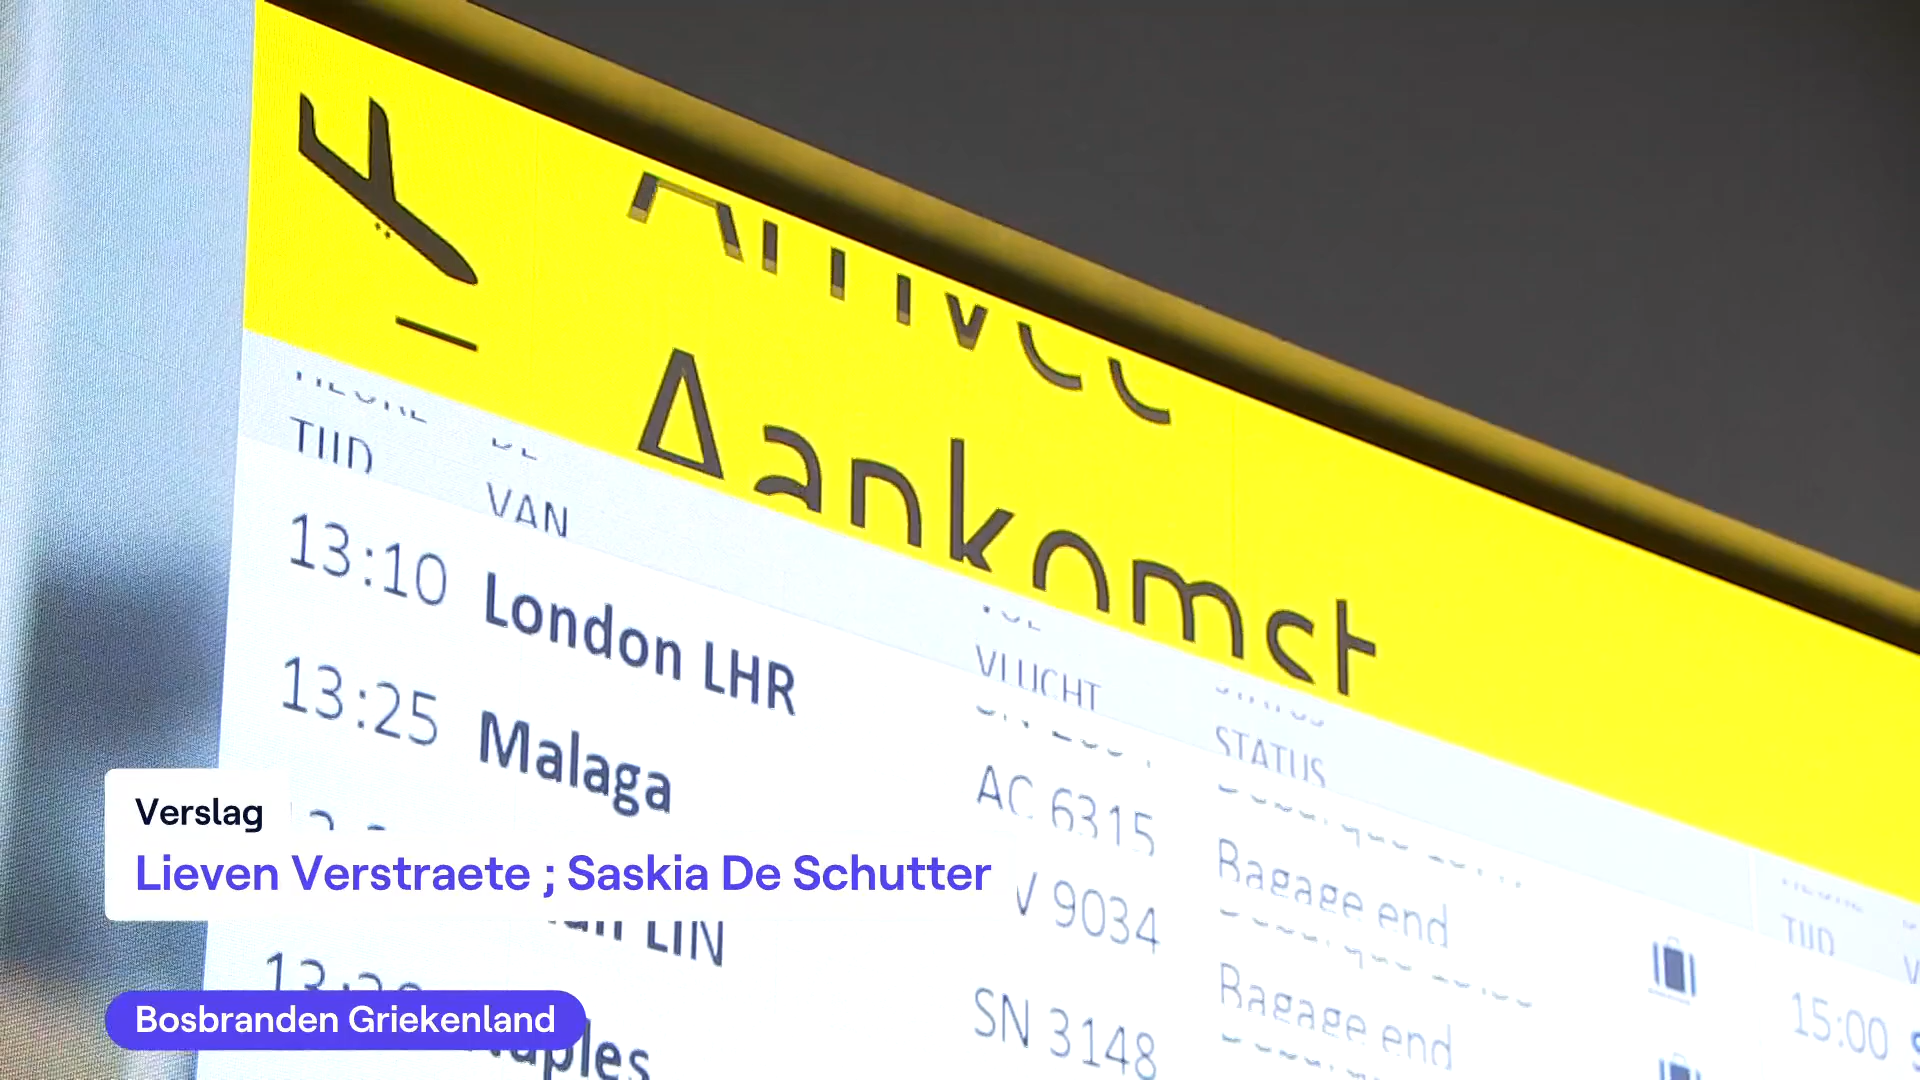 Aankomst
TIJD
VAN
VLUCHT
STATUS
13:10 London LHR
13:25 Malaga
AC 6315
Bagage end
9034
LIN
Bagage end
SN 3148
TIJD
15:00
Verslag
Lieven Verstraete ; Saskia De Schutter
Bosbranden Griekenland